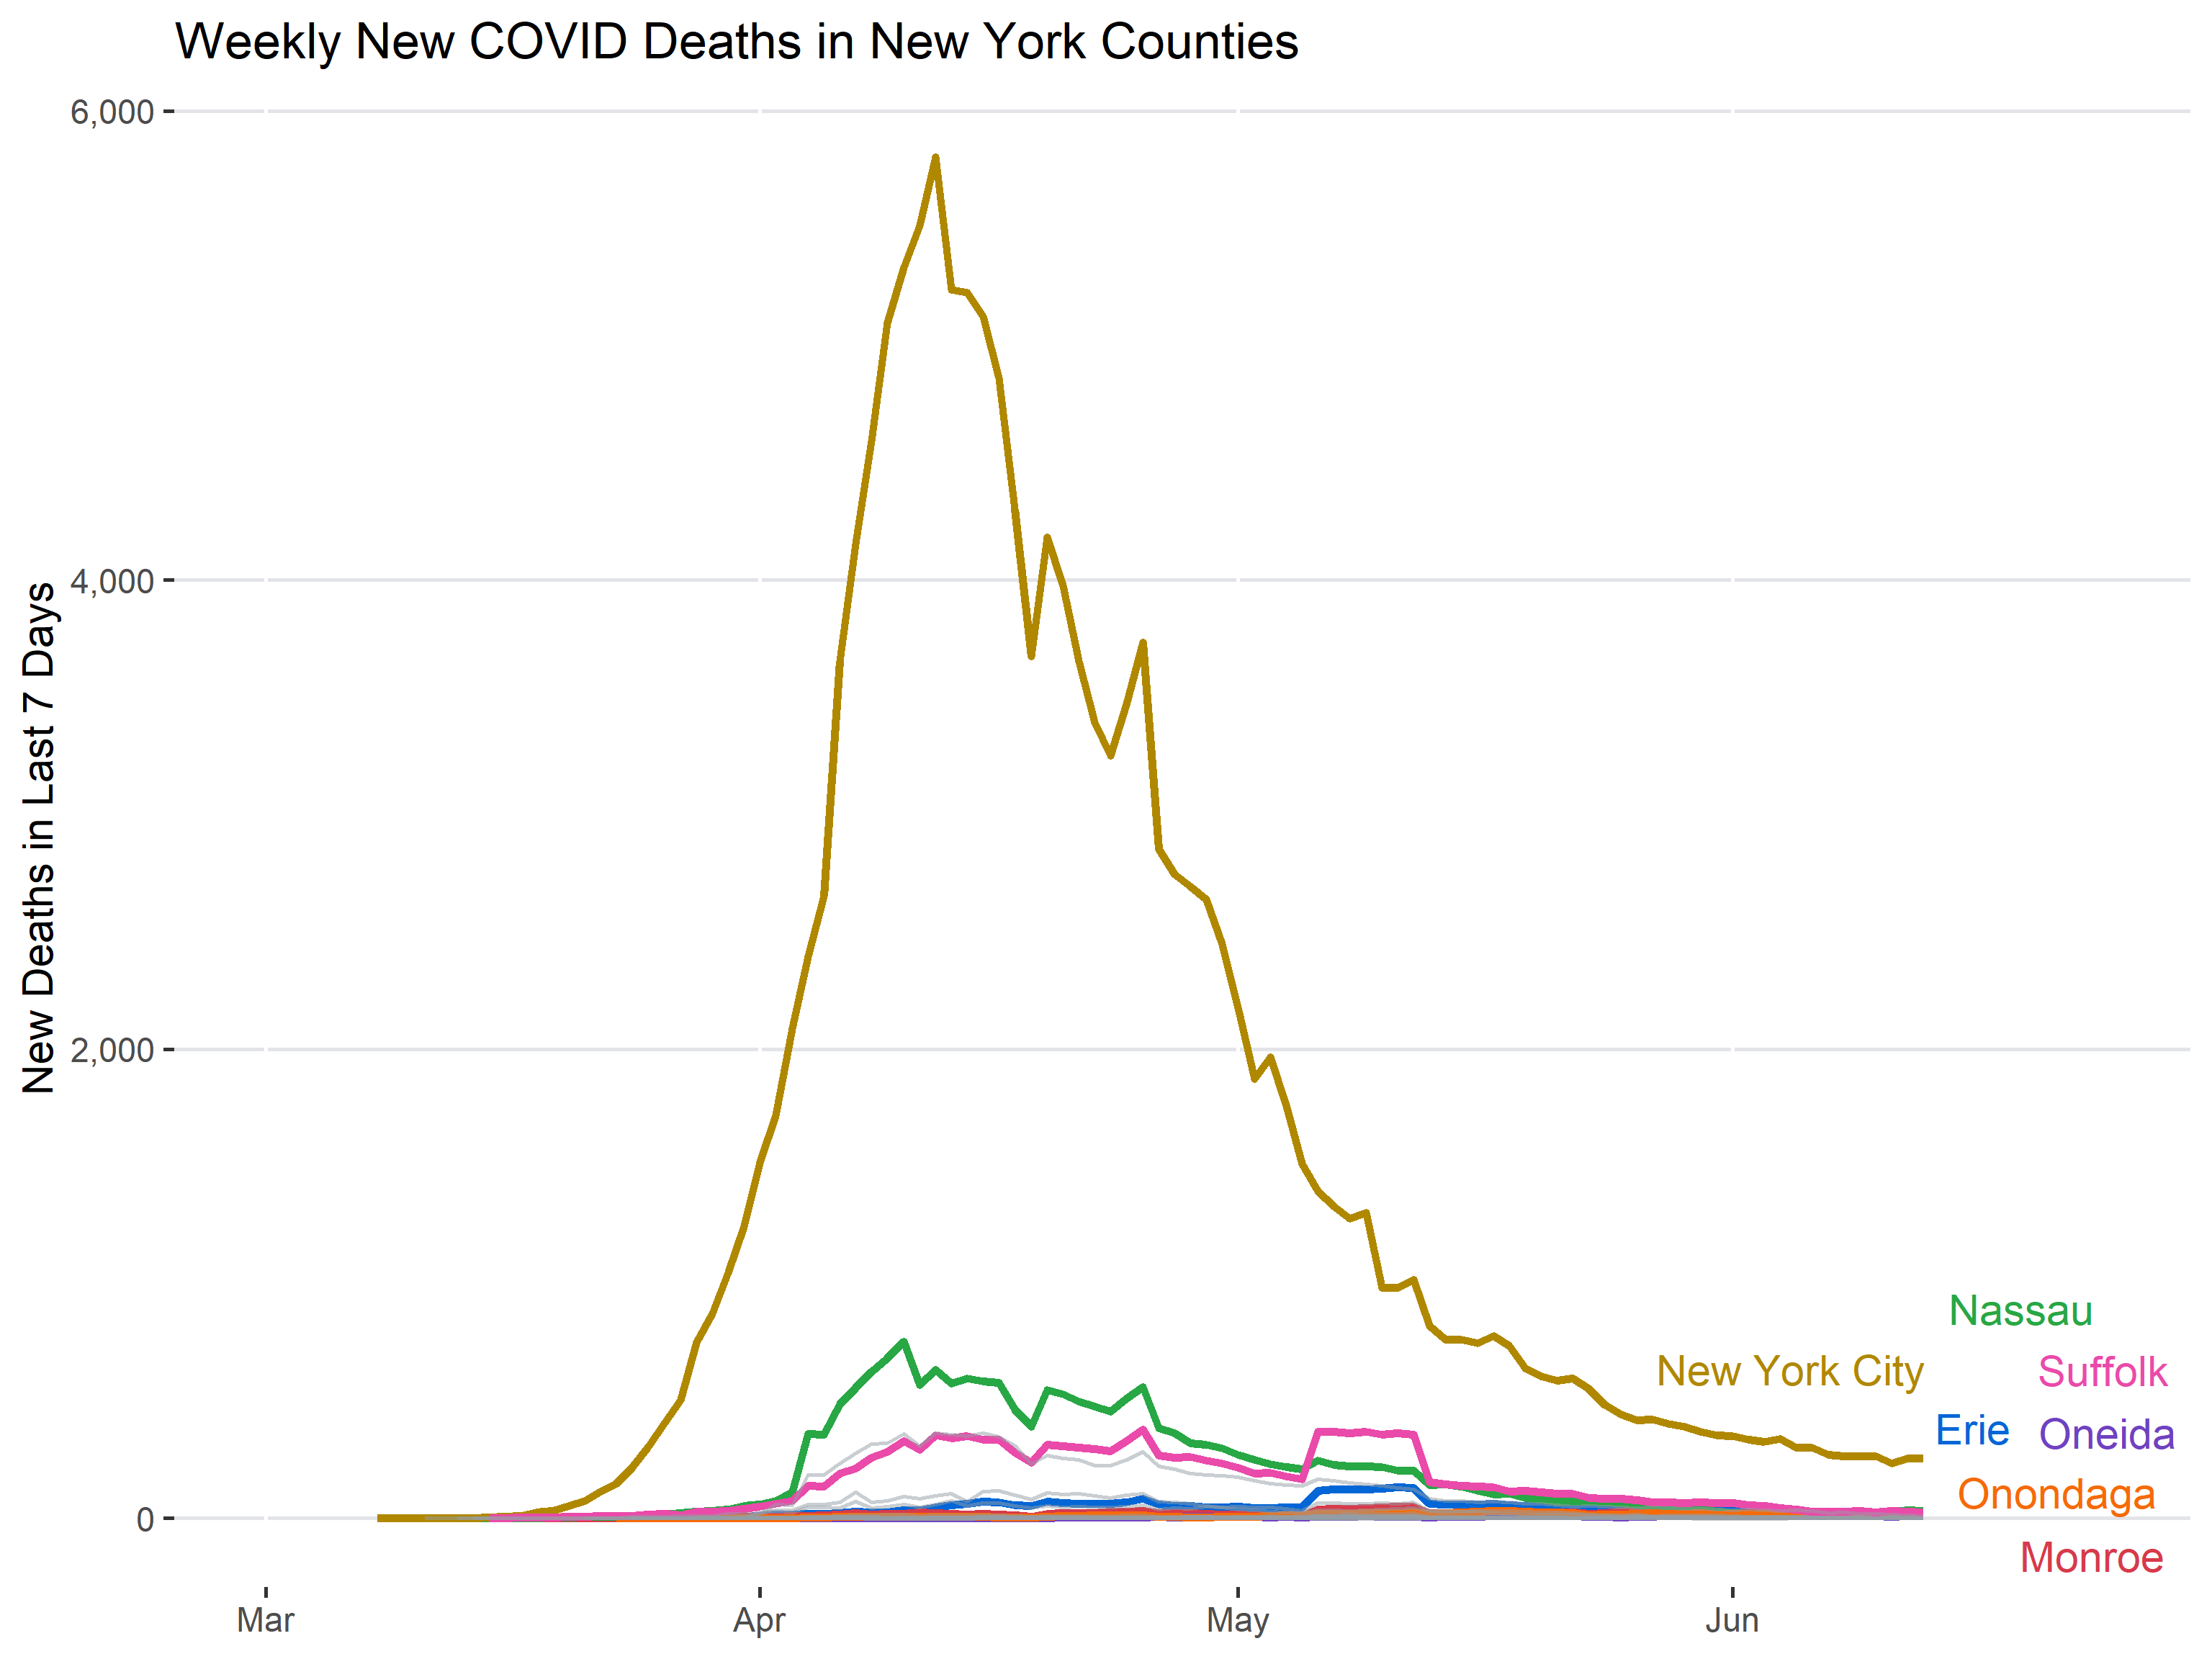 Weekly New COVID Deaths in New York Counties
New Deaths in Last 7 Days
6,000
4,000
2,000
0
Nassau
New York City
Suffolk
Erie
Oneida
Onondaga
Monroe
Mar
Apr
May
Jun